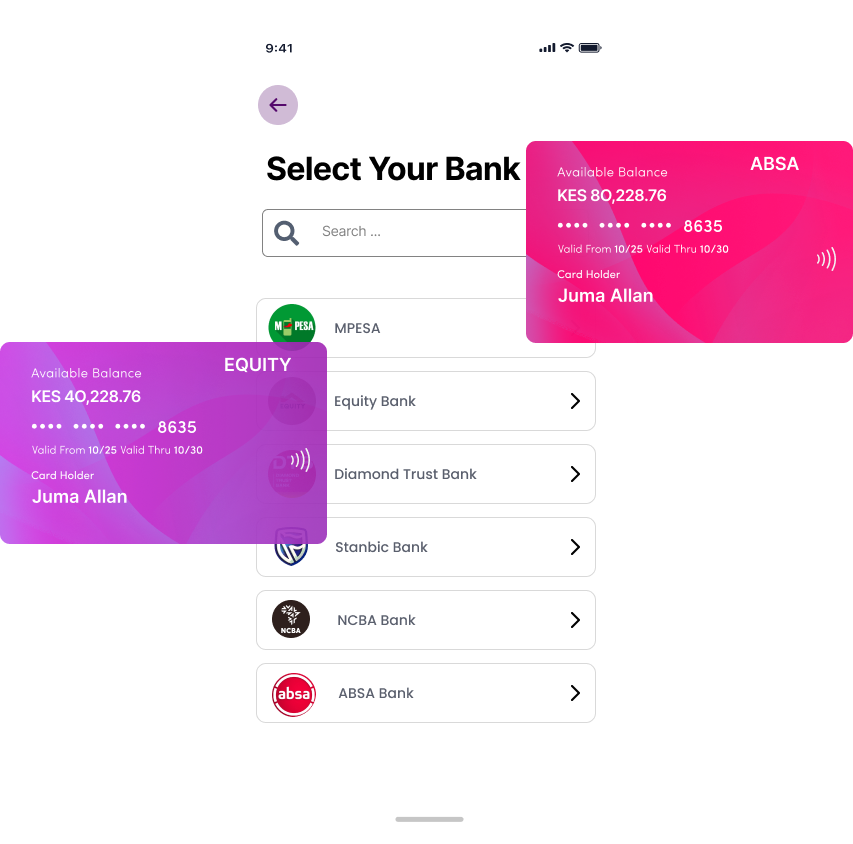 9:41
Select Your Bank
Search ...
ABSA
Available Balance
KES 80,228.76
•••• •••• •••• 8635
Valid From 10/25 Valid Thru 10/30
Card Holder
Juma Allan
M PESA
MPESA
EQUITY
Available Balance
KES 40,228.76
•••• •••• •••• 8635
Valid From 10/25 Valid Thru 10/30
Card Holder
Juma Allan
Equity Bank
Diamond Trust Bank
Stanbic Bank
NCBA
NCBA Bank
absa
ABSA Bank